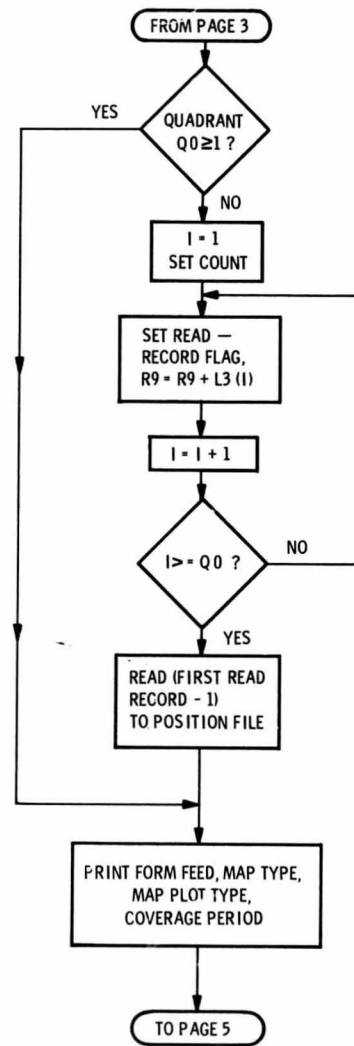 FROM PAGE 3
YES
QUADRANT
Q0≥1 ?
NO
I = 1
SET COUNT
SET READ —
RECORD FLAG,
R9 = R9 + L3 (I)
I = I + 1
I> = Q0 ?
NO
YES
READ (FIRST READ
RECORD - 1)
TO POSITION FILE
PRINT FORM FEED, MAP TYPE,
MAP PLOT TYPE,
COVERAGE PERIOD
TO PAGE 5